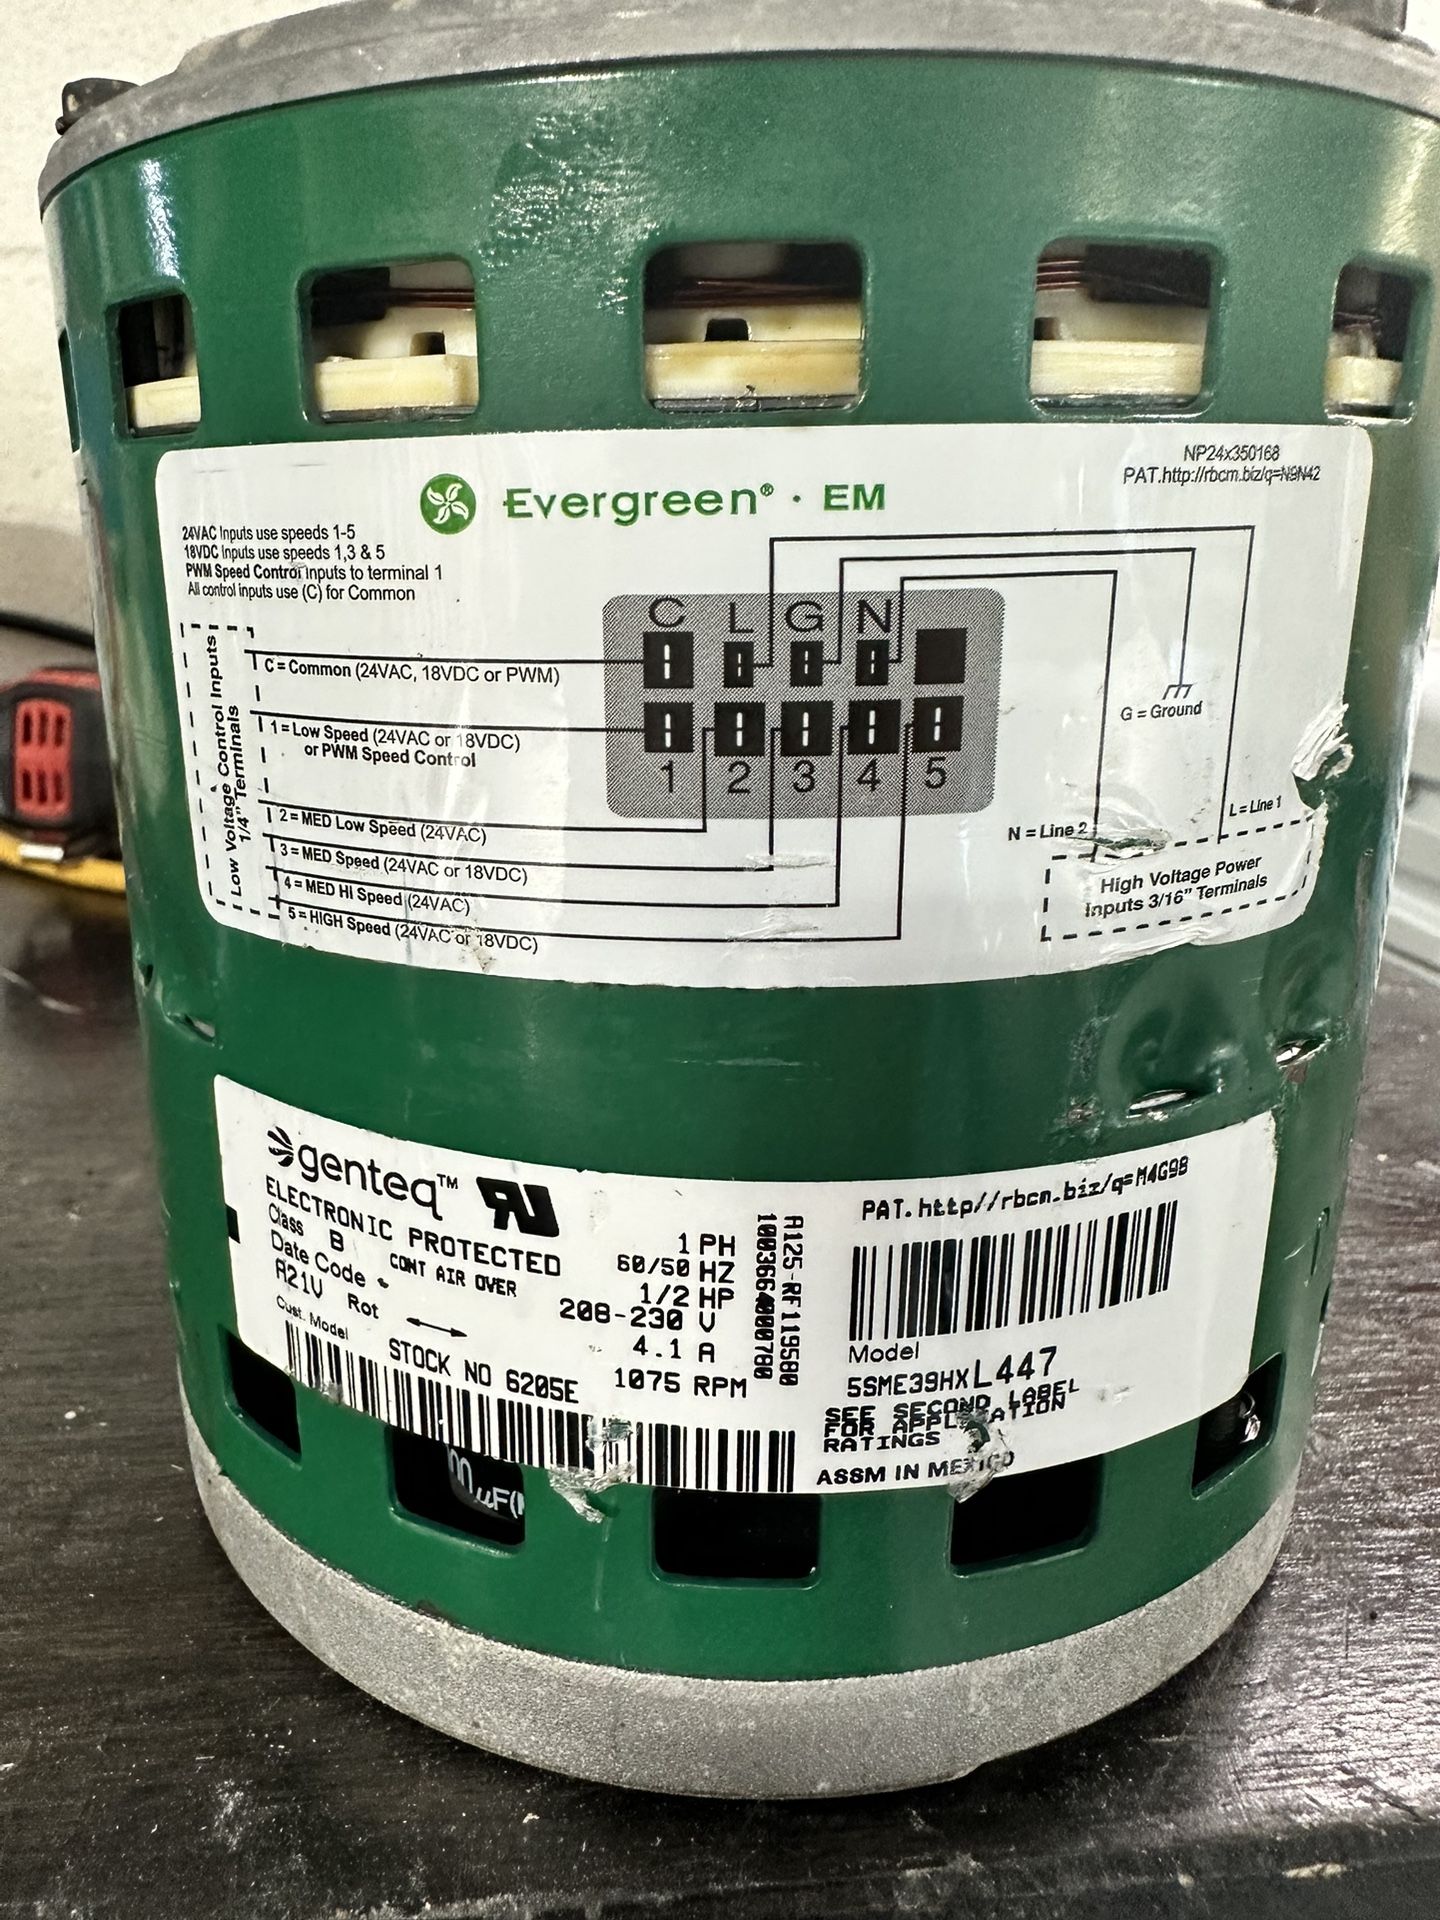 NP24x350168
PAT.http://rbcm.biz/q=N9N42
Evergreen® · EM
24VAC Inputs use speeds 1-5
18VDC Inputs use speeds 1,3 & 5
PWM Speed Control Inputs to terminal 1
All control inputs use (C) for Common
Low Voltage Control Inputs
1/4" Terminals
C = Common (24VAC, 18VDC or PWM)
1 = Low Speed (24VAC or 18VDC)
or PWM Speed Control
2 = MED Low Speed (24VAC)
3 = MED Speed (24VAC or 18VDC)
4 = MED HI Speed (24VAC)
5 = HIGH Speed (24VAC or 18VDC)
C L G N
1 2 3 4 5
G = Ground
N = Line 2
L = Line 1
High Voltage Power
Inputs 3/16" Terminals
genteq™
ELECTRONIC PROTECTED
Class B CONT AIR OVER
Date Code
A21V Rot
Cust. Model
STOCK NO 6205E
1 PH
60/50 HZ
1/2 HP
208-230 V
4.1 A
1075 RPM
A125-RF119580
1003664000780
PAT.http//rbcm.biz/q=M4G9B
Model
5SME39HXL447
SEE SECOND LABEL
FOR APPLICATION
RATINGS
ASSM IN MEXICO